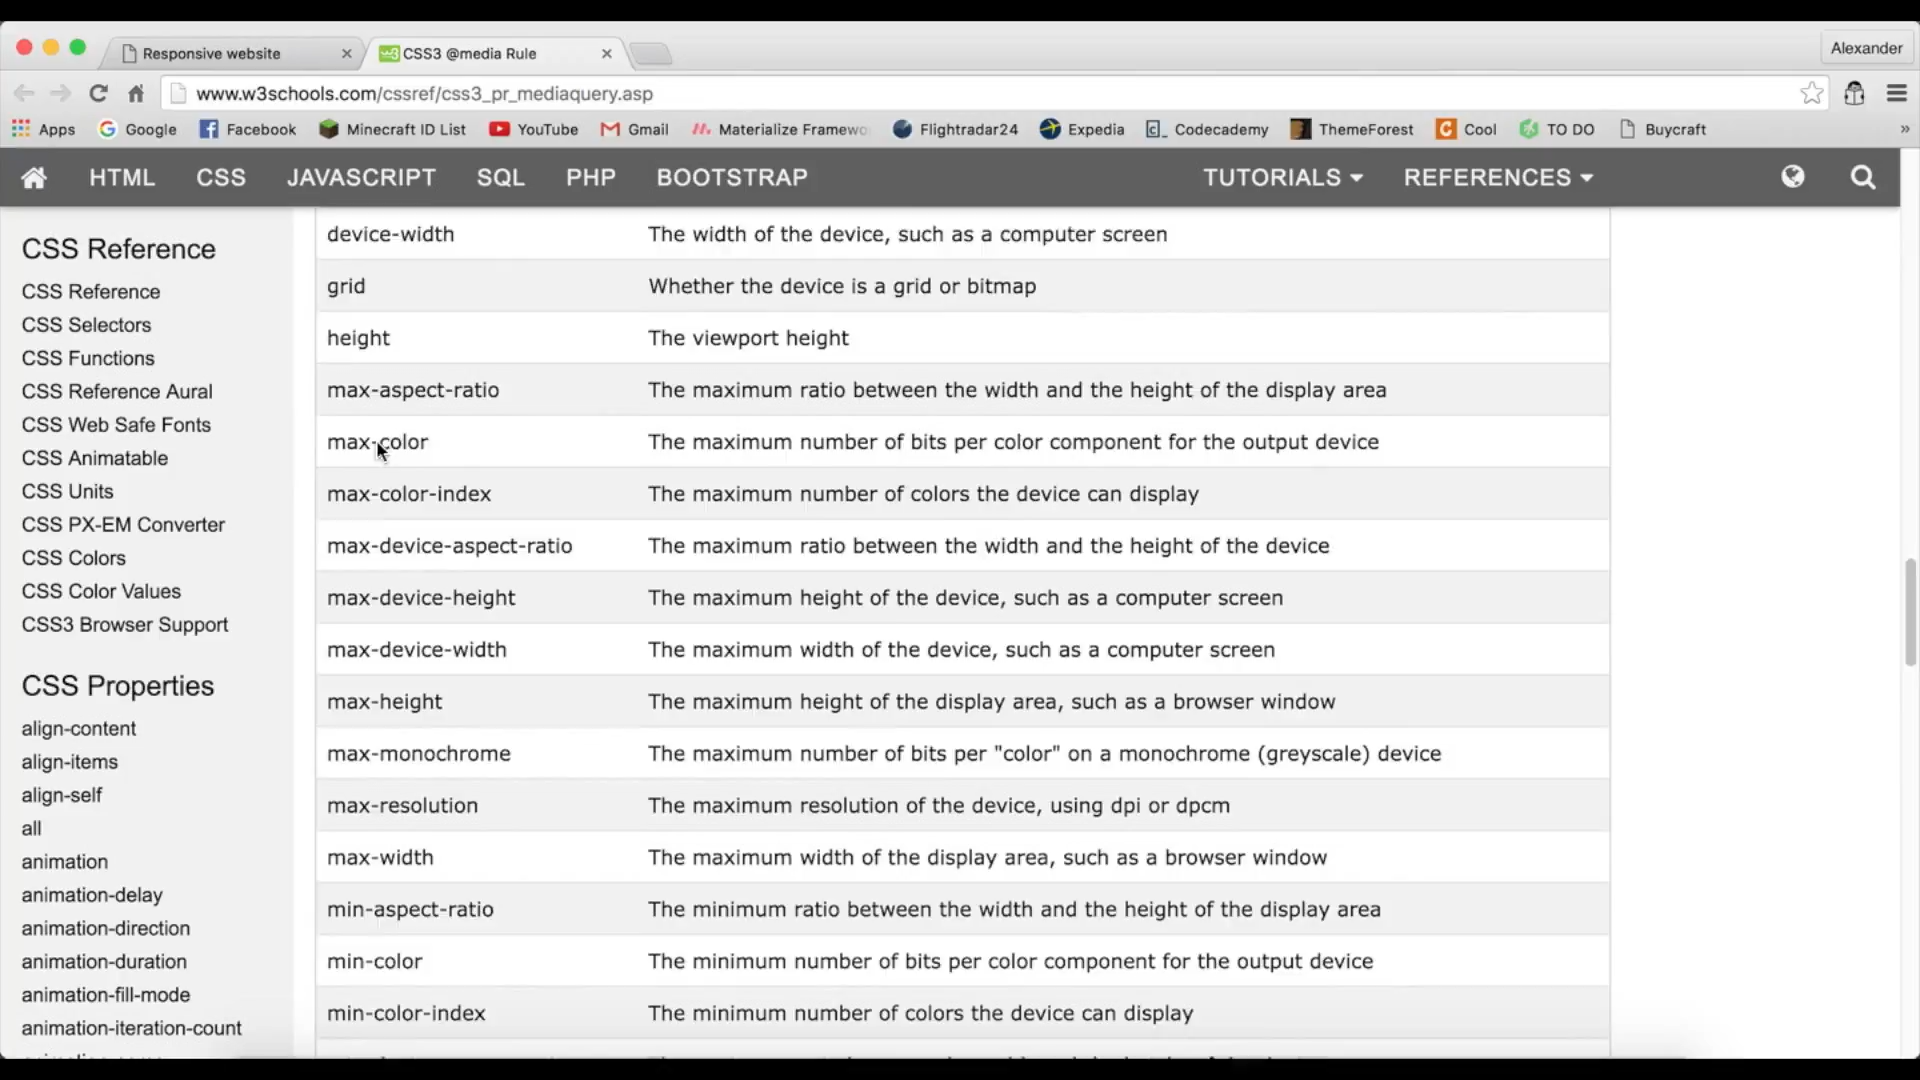 Responsive website
CSS3 @media Rule
Alexander
www.w3schools.com/cssref/css3_pr_mediaquery.asp
Apps Google Facebook Minecraft ID List YouTube Gmail Materialize Framewo Flightradar24 Expedia Codecademy ThemeForest Cool TO DO Buycraft »
HTML CSS JAVASCRIPT SQL PHP BOOTSTRAP TUTORIALS REFERENCES
CSS Reference
CSS Reference
CSS Selectors
CSS Functions
CSS Reference Aural
CSS Web Safe Fonts
CSS Animatable
CSS Units
CSS PX-EM Converter
CSS Colors
CSS Color Values
CSS3 Browser Support
CSS Properties
align-content
align-items
align-self
all
animation
animation-delay
animation-direction
animation-duration
animation-fill-mode
animation-iteration-count
device-width The width of the device, such as a computer screen
grid Whether the device is a grid or bitmap
height The viewport height
max-aspect-ratio The maximum ratio between the width and the height of the display area
max-color The maximum number of bits per color component for the output device
max-color-index The maximum number of colors the device can display
max-device-aspect-ratio The maximum ratio between the width and the height of the device
max-device-height The maximum height of the device, such as a computer screen
max-device-width The maximum width of the device, such as a computer screen
max-height The maximum height of the display area, such as a browser window
max-monochrome The maximum number of bits per "color" on a monochrome (greyscale) device
max-resolution The maximum resolution of the device, using dpi or dpcm
max-width The maximum width of the display area, such as a browser window
min-aspect-ratio The minimum ratio between the width and the height of the display area
min-color The minimum number of bits per color component for the output device
min-color-index The minimum number of colors the device can display